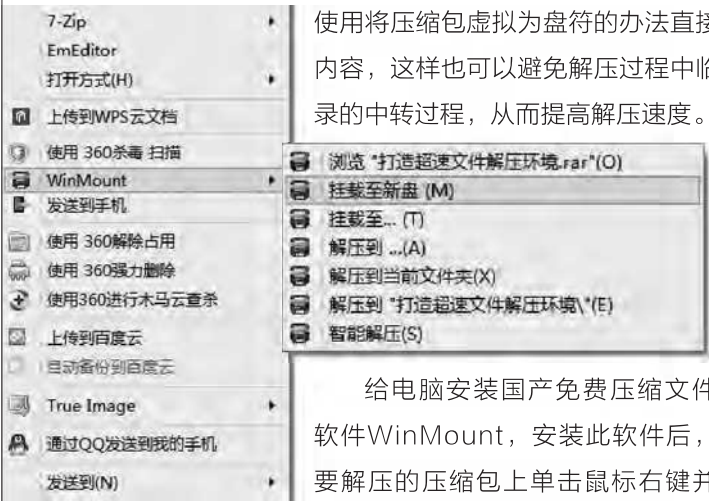 7-Zip
EmEditor
打开方式(H)
上传到WPS云文档
使用 360杀毒 扫描
WinMount
发送到手机
使用 360解除占用
使用 360强力删除
使用360进行木马云查杀
上传到百度云
自动备份到百度云
True Image
通过QQ发送到我的手机
发送到(N)
浏览 "打造超速文件解压环境.rar"(O)
挂载至新盘 (M)
挂载至... (T)
解压到 ...(A)
解压到当前文件夹(X)
解压到 "打造超速文件解压环境\"(E)
智能解压(S)
使用将压缩包虚拟为盘符的办法直接
内容，这样也可以避免解压过程中临
录的中转过程，从而提高解压速度。
给电脑安装国产免费压缩文件
软件WinMount，安装此软件后，
要解压的压缩包上单击鼠标右键并